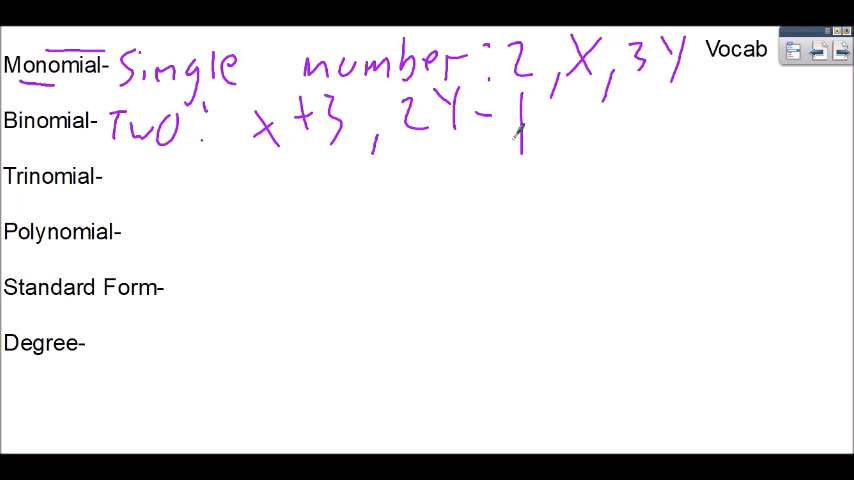 Monomial- Single number: 2, X, 3Y Vocab
Binomial- Two: x+3, 2Y-1
Trinomial-
Polynomial-
Standard Form-
Degree-